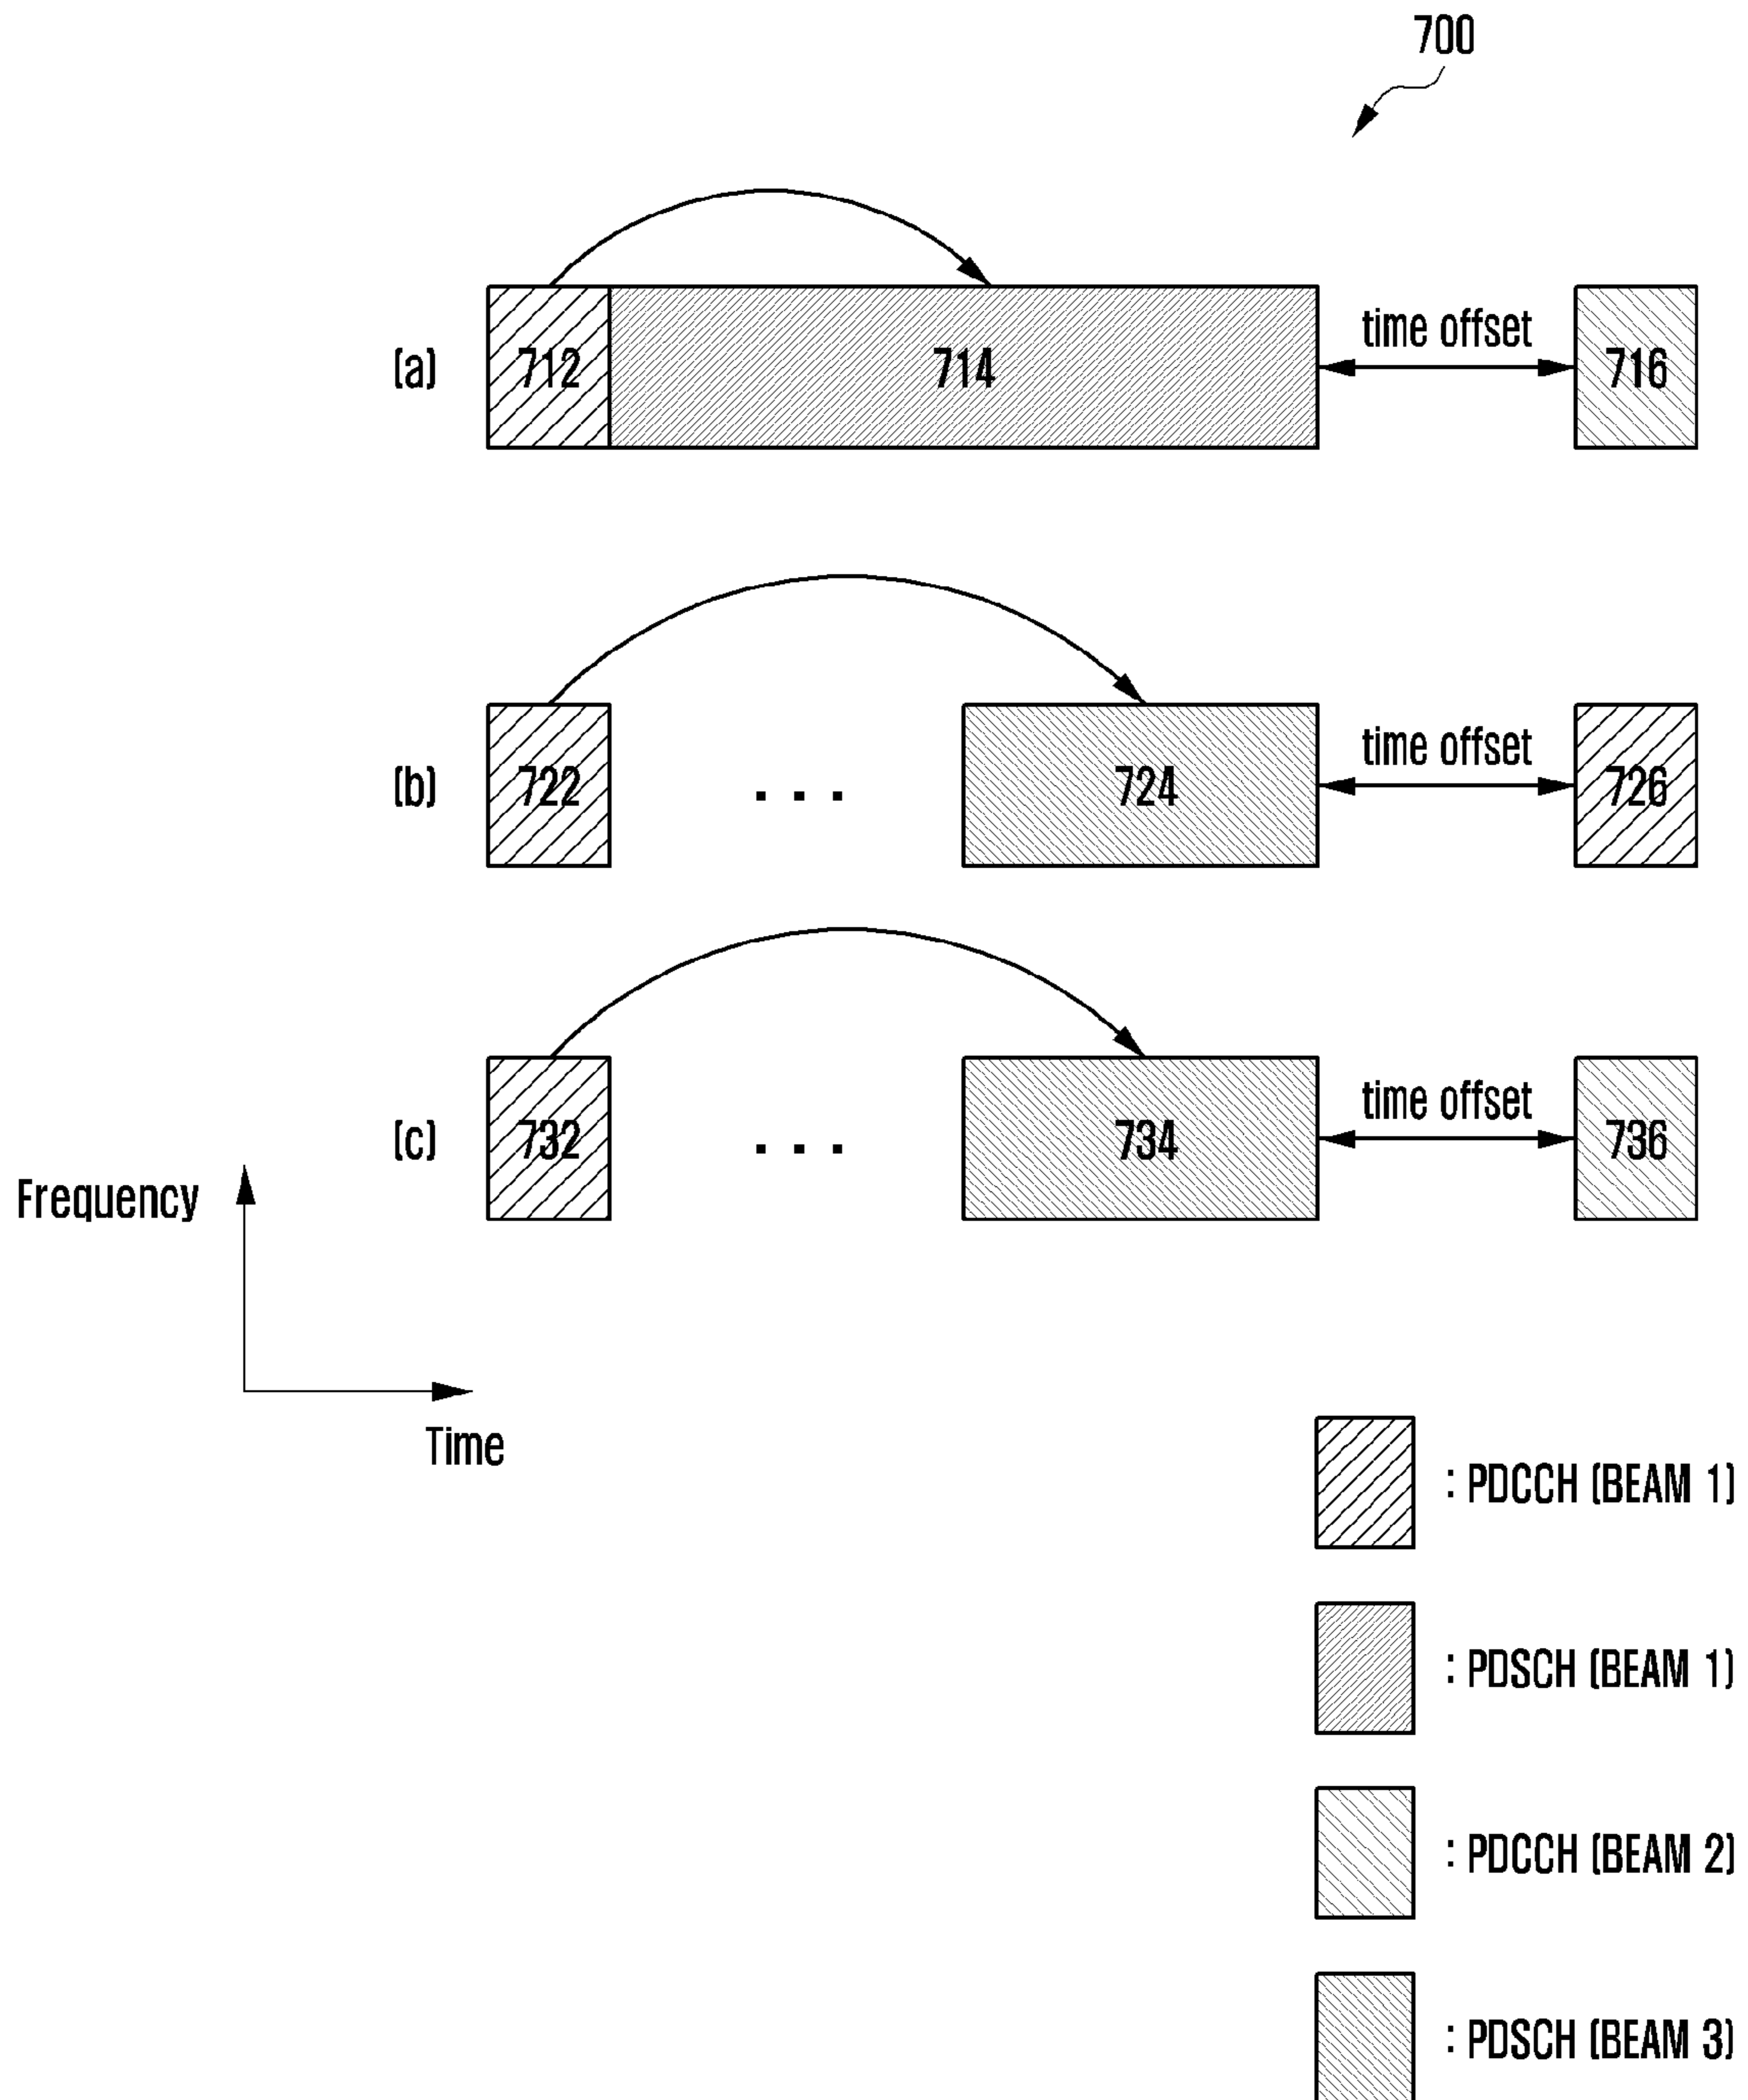 700
time offset
(a) 712 714 716
time offset
(b) 722 . . . 724 726
time offset
(c) 732 . . . 734 736
Frequency
Time
: PDCCH (BEAM 1)
: PDSCH (BEAM 1)
: PDCCH (BEAM 2)
: PDSCH (BEAM 3)